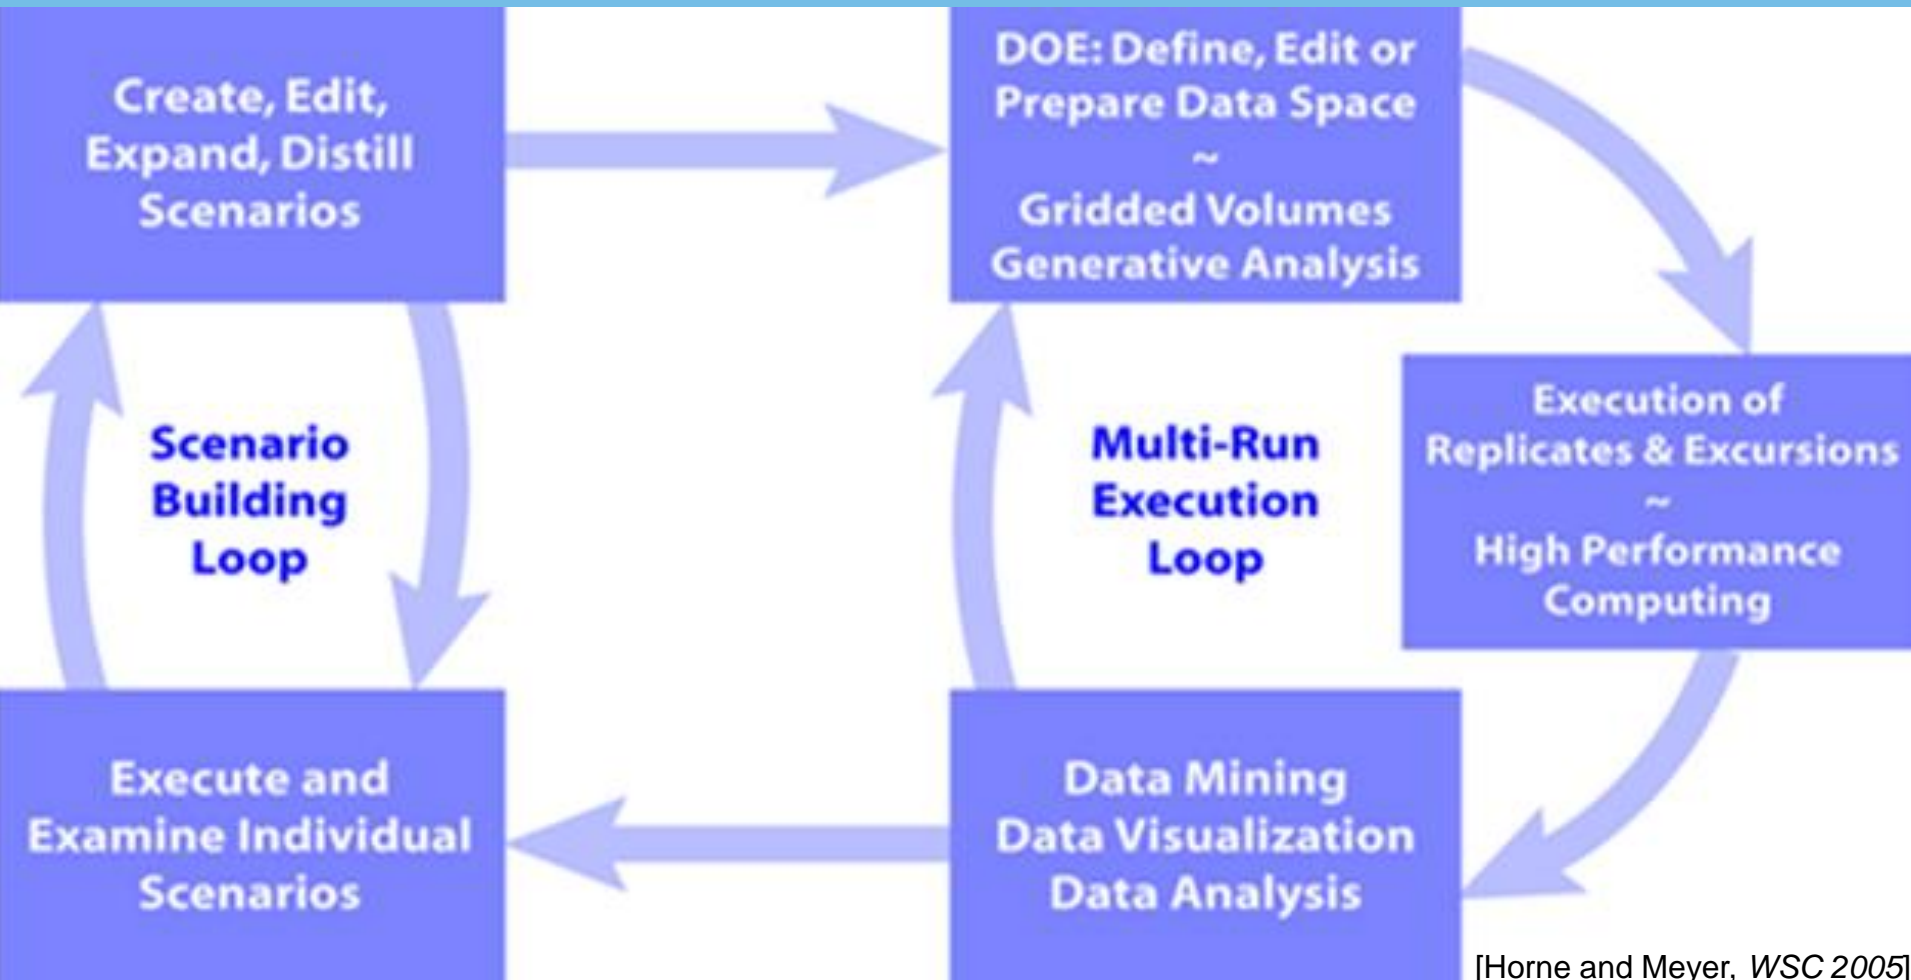 Create, Edit,
Expand, Distill
Scenarios
DOE: Define, Edit or
Prepare Data Space
~
Gridded Volumes
Generative Analysis
Scenario
Building
Loop
Multi-Run
Execution
Loop
Execution of
Replicates & Excursions
~
High Performance
Computing
Execute and
Examine Individual
Scenarios
Data Mining
Data Visualization
Data Analysis
[Horne and Meyer, WSC 2005]